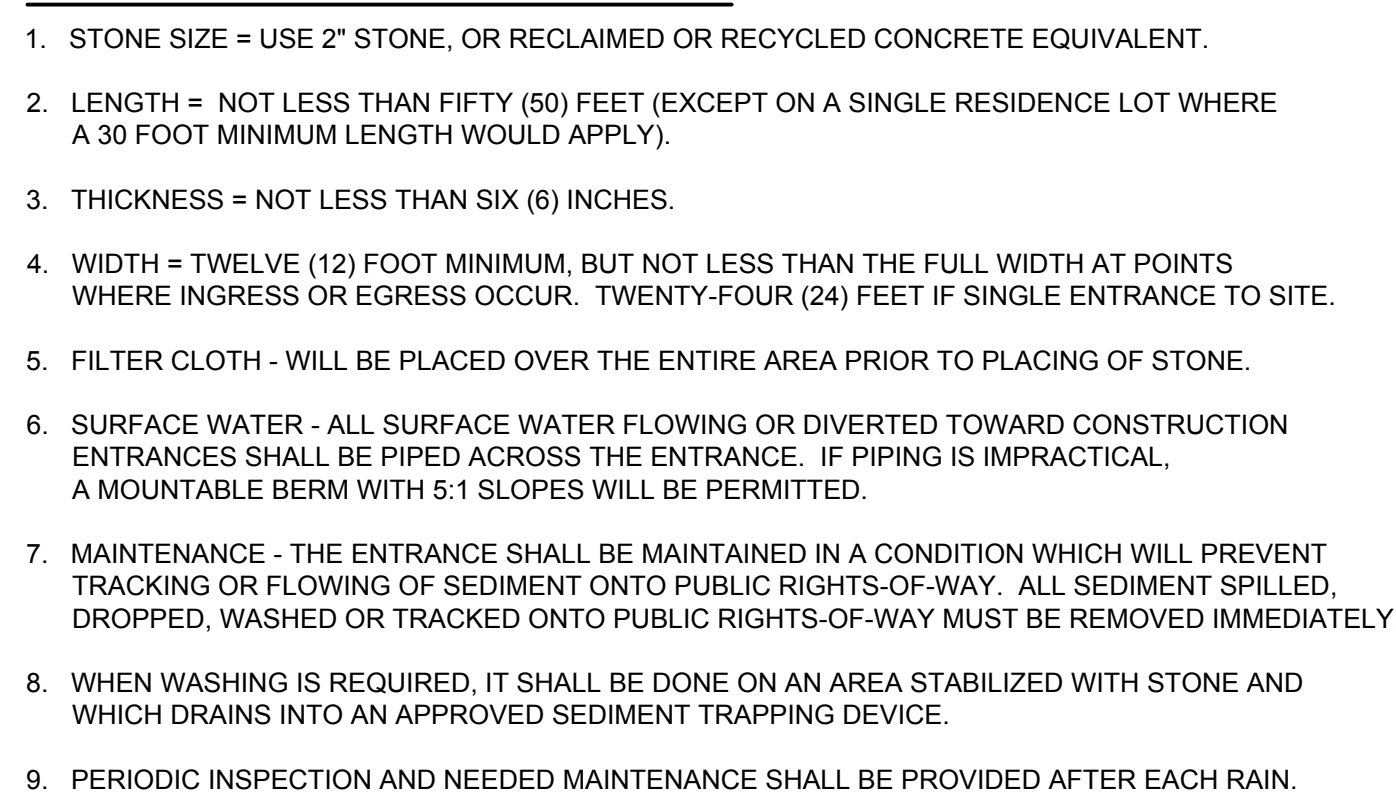 1. STONE SIZE = USE 2" STONE, OR RECLAIMED OR RECYCLED CONCRETE EQUIVALENT.
2. LENGTH = NOT LESS THAN FIFTY (50) FEET (EXCEPT ON A SINGLE RESIDENCE LOT WHERE
A 30 FOOT MINIMUM LENGTH WOULD APPLY).
3. THICKNESS = NOT LESS THAN SIX (6) INCHES.
4. WIDTH = TWELVE (12) FOOT MINIMUM, BUT NOT LESS THAN THE FULL WIDTH AT POINTS
WHERE INGRESS OR EGRESS OCCUR. TWENTY-FOUR (24) FEET IF SINGLE ENTRANCE TO SITE.
5. FILTER CLOTH - WILL BE PLACED OVER THE ENTIRE AREA PRIOR TO PLACING OF STONE.
6. SURFACE WATER - ALL SURFACE WATER FLOWING OR DIVERTED TOWARD CONSTRUCTION
ENTRANCES SHALL BE PIPED ACROSS THE ENTRANCE. IF PIPING IS IMPRACTICAL,
A MOUNTABLE BERM WITH 5:1 SLOPES WILL BE PERMITTED.
7. MAINTENANCE - THE ENTRANCE SHALL BE MAINTAINED IN A CONDITION WHICH WILL PREVENT
TRACKING OR FLOWING OF SEDIMENT ONTO PUBLIC RIGHTS-OF-WAY. ALL SEDIMENT SPILLED,
DROPPED, WASHED OR TRACKED ONTO PUBLIC RIGHTS-OF-WAY MUST BE REMOVED IMMEDIATELY
8. WHEN WASHING IS REQUIRED, IT SHALL BE DONE ON AN AREA STABILIZED WITH STONE AND
WHICH DRAINS INTO AN APPROVED SEDIMENT TRAPPING DEVICE.
9. PERIODIC INSPECTION AND NEEDED MAINTENANCE SHALL BE PROVIDED AFTER EACH RAIN.